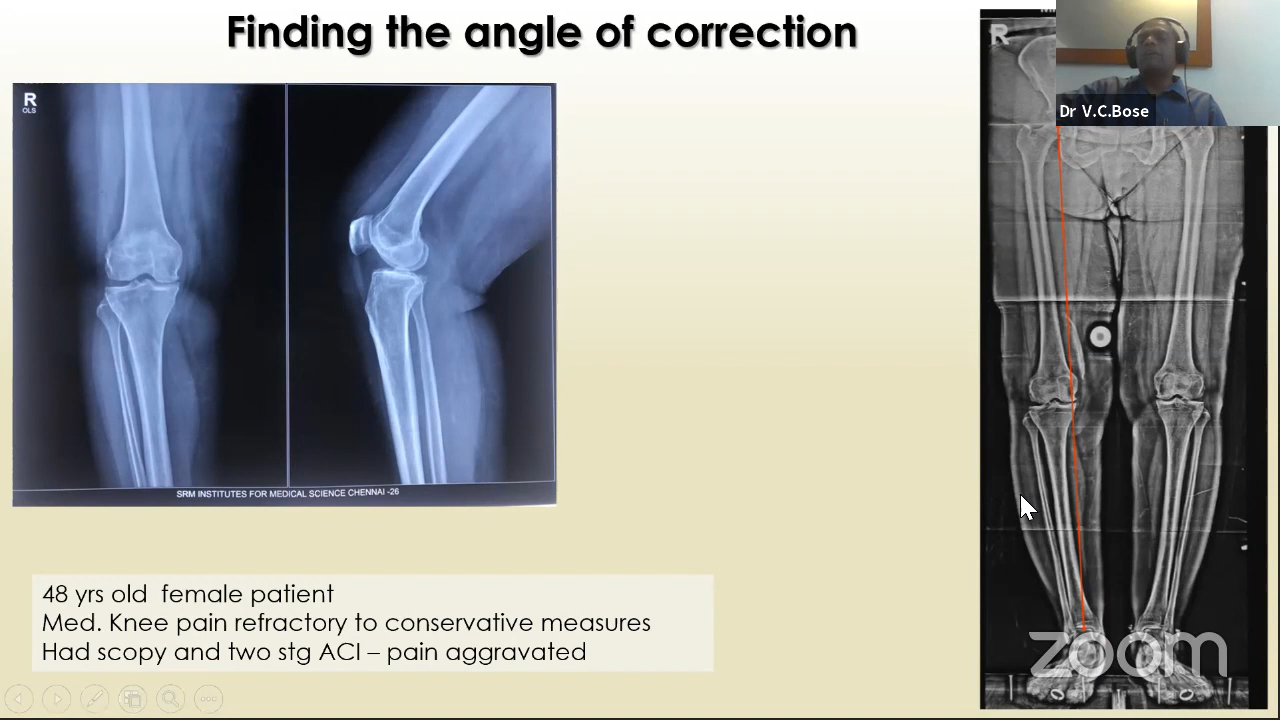 Finding the angle of correction
R
OLS
SRM INSTITUTES FOR MEDICAL SCIENCE CHENNAI -26
48 yrs old female patient
Med. Knee pain refractory to conservative measures
Had scopy and two stg ACI – pain aggravated
R
Dr V.C.Bose
zoom